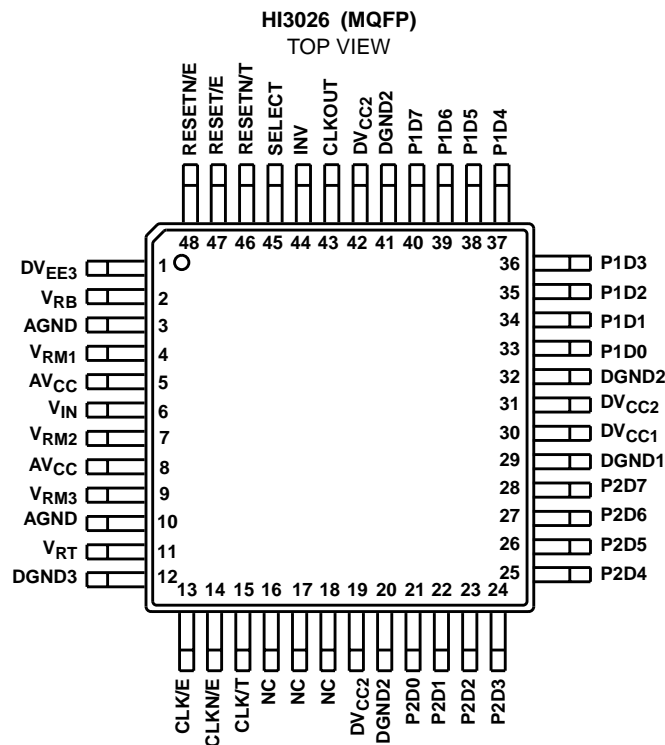 HI3026 (MQFP)
TOP VIEW
RESETN/E
RESET/E
RESETN/T
SELECT
INV
CLKOUT
DVCC2
DGND2
P1D7
P1D6
P1D5
P1D4
48 47 46 45 44 43 42 41 40 39 38 37
DVEE3 1
VRB 2
AGND 3
VRM1 4
AVCC 5
VIN 6
VRM2 7
AVCC 8
VRM3 9
AGND 10
VRT 11
DGND3 12
36 P1D3
35 P1D2
34 P1D1
33 P1D0
32 DGND2
31 DVCC2
30 DVCC1
29 DGND1
28 P2D7
27 P2D6
26 P2D5
25 P2D4
13 14 15 16 17 18 19 20 21 22 23 24
CLK/E
CLKN/E
CLK/T
NC
NC
NC
DVCC2
DGND2
P2D0
P2D1
P2D2
P2D3